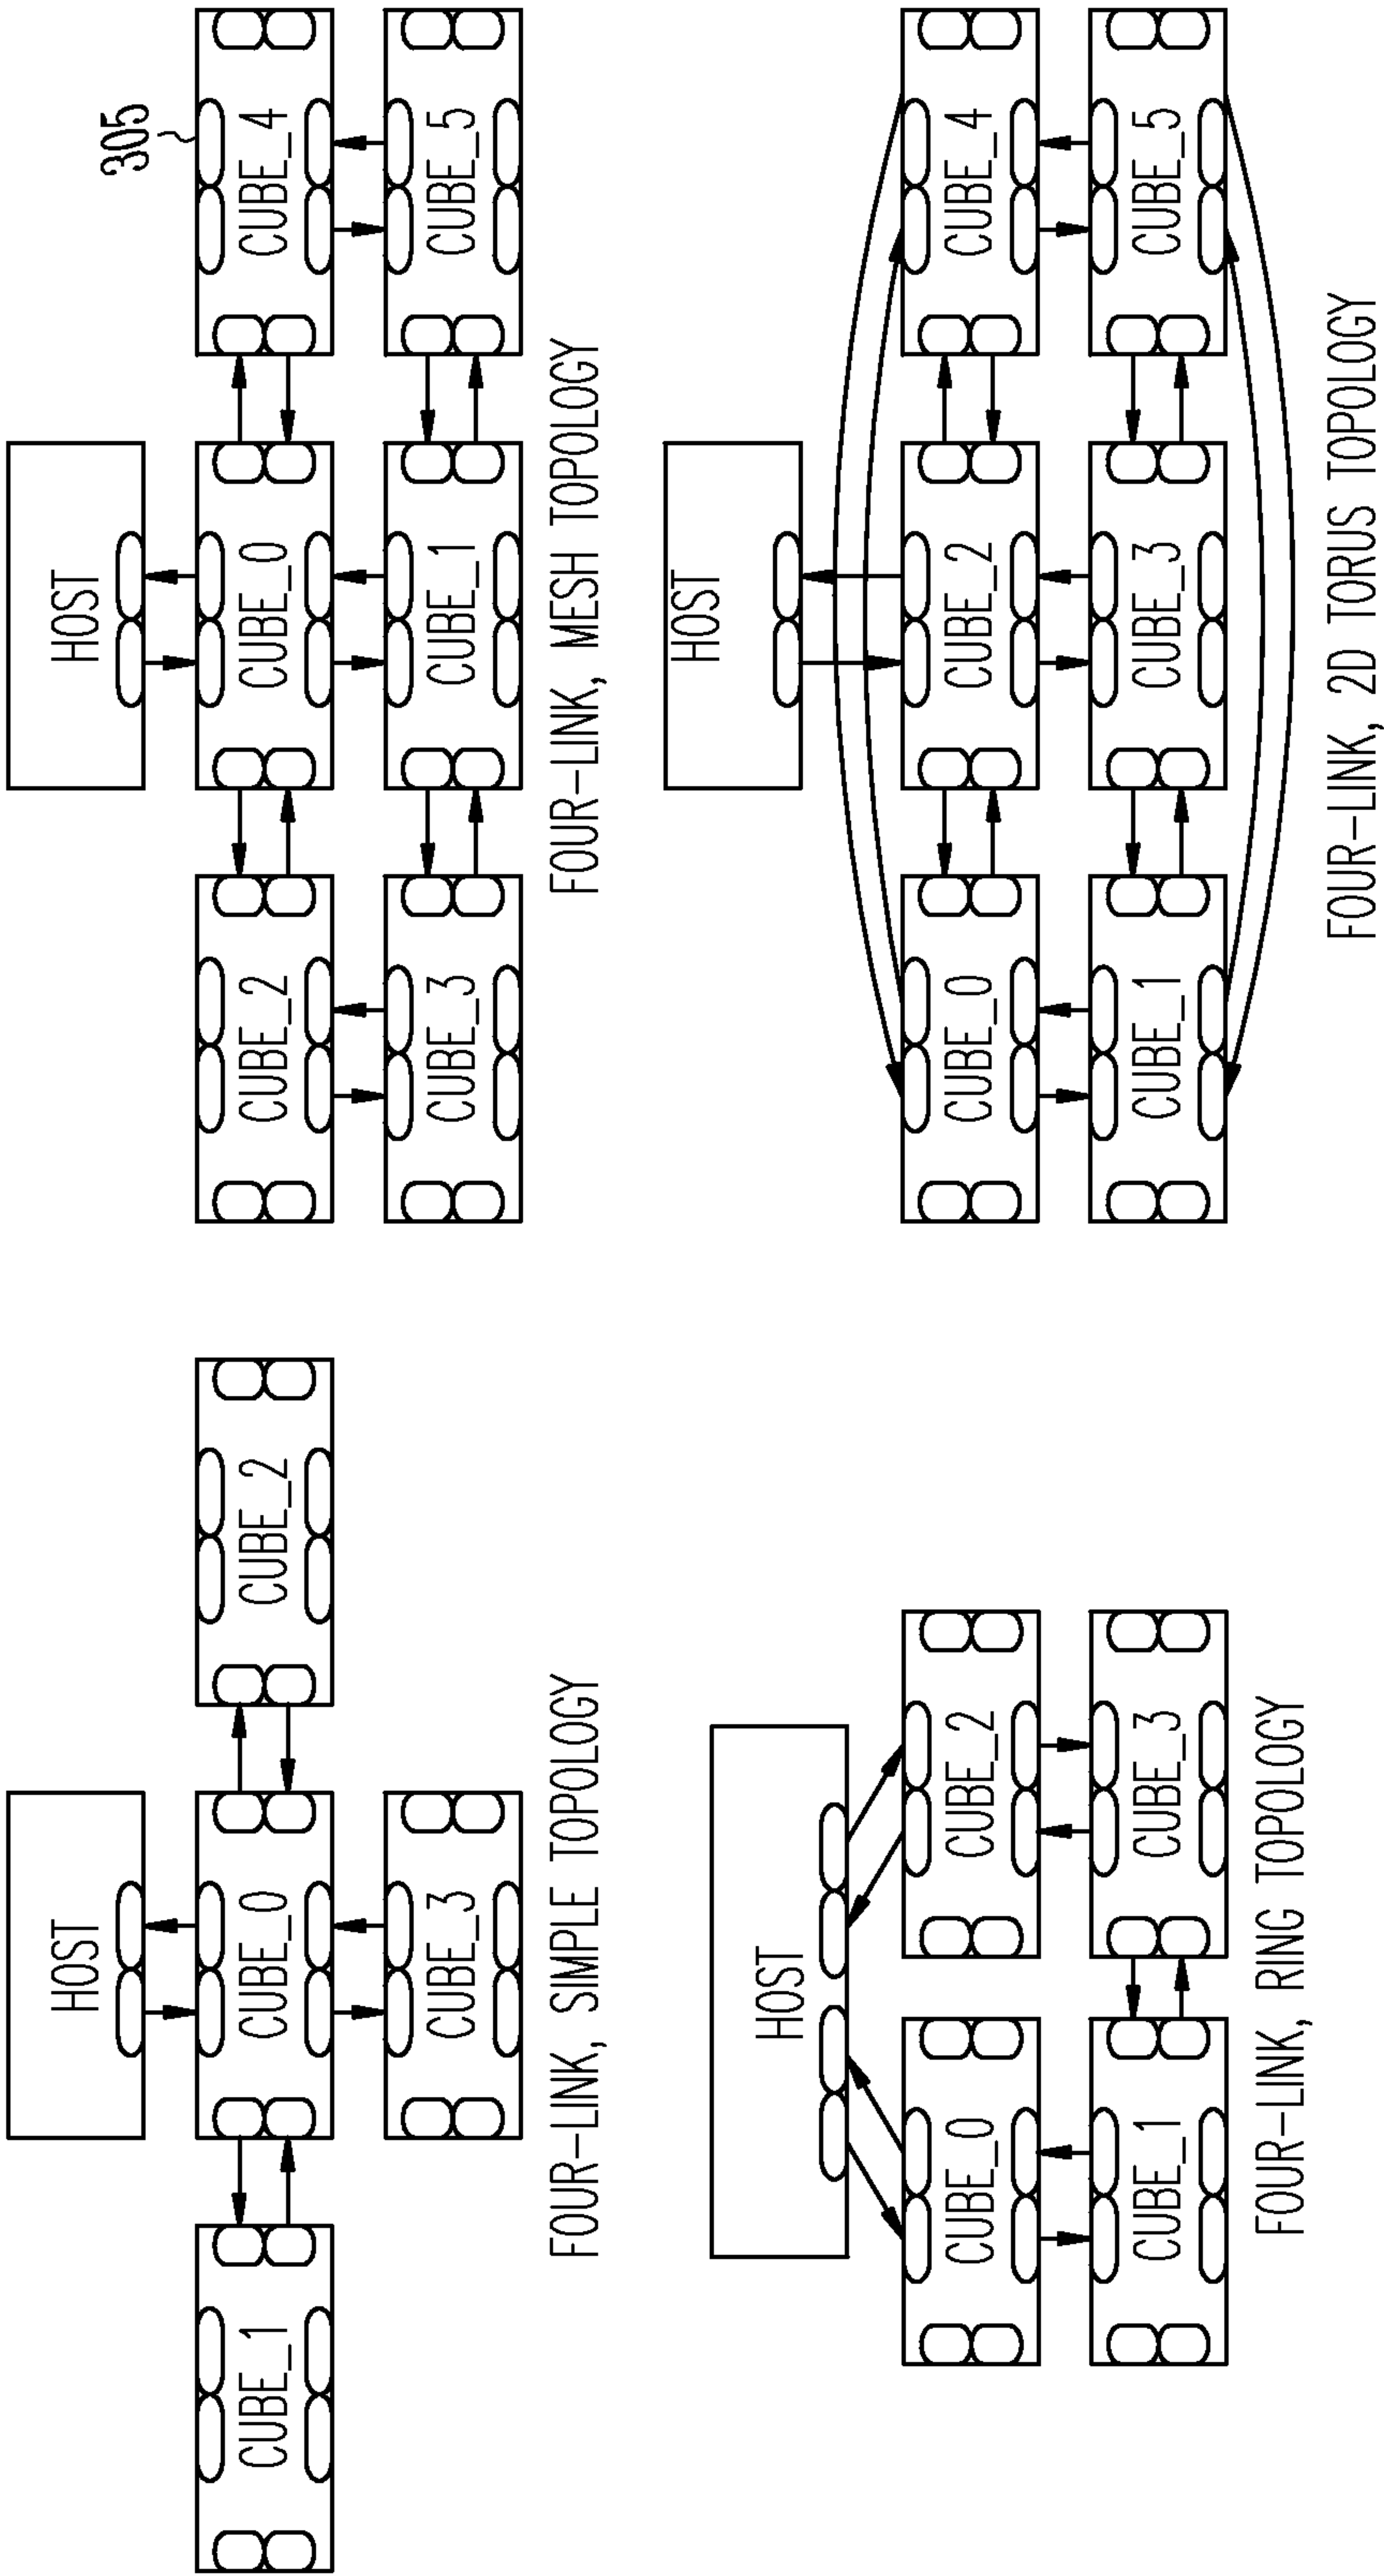 HOST
CUBE_1
CUBE_0
CUBE_2
CUBE_3
FOUR-LINK, SIMPLE TOPOLOGY
HOST
305
CUBE_2
CUBE_0
CUBE_4
CUBE_3
CUBE_1
CUBE_5
FOUR-LINK, MESH TOPOLOGY
HOST
CUBE_0
CUBE_2
CUBE_1
CUBE_3
FOUR-LINK, RING TOPOLOGY
HOST
CUBE_0
CUBE_2
CUBE_4
CUBE_1
CUBE_3
CUBE_5
FOUR-LINK, 2D TORUS TOPOLOGY